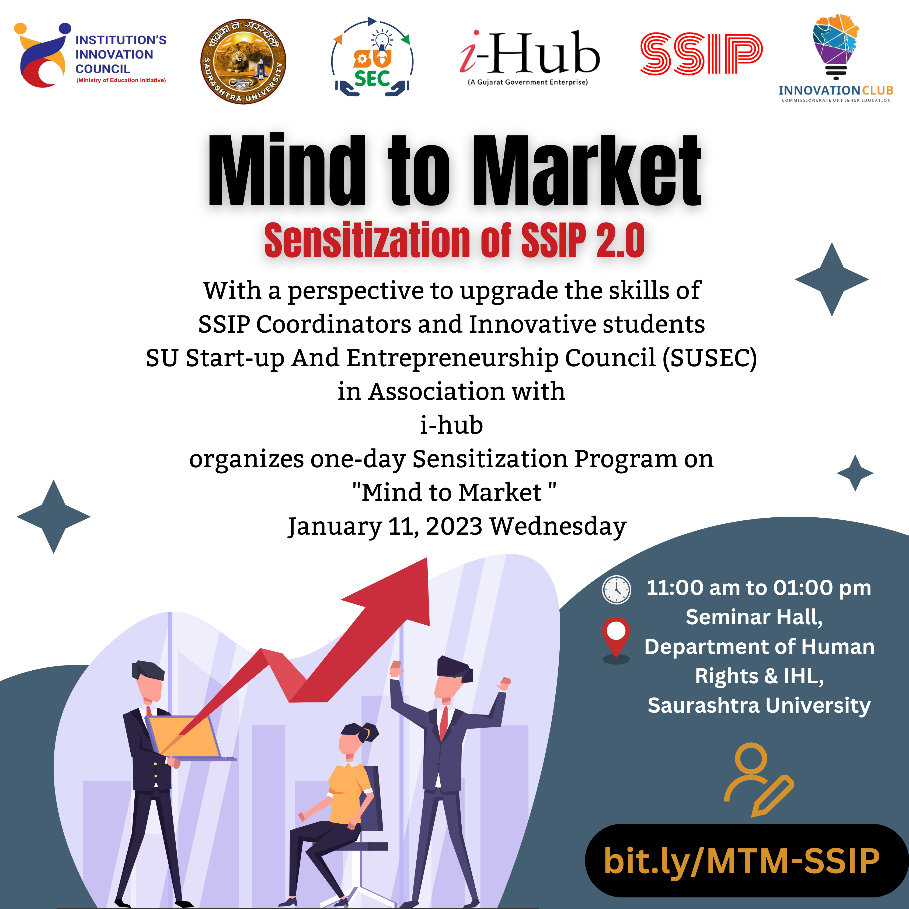 INSTITUTION'S
INNOVATION
COUNCIL
(Ministry of Education Initiative)
SAURASHTRA UNIVERSITY
SU
SEC
i-Hub
(A Gujarat Government Enterprise)
SSIP
INNOVATION CLUB
COMMISSIONERATE OF HIGHER EDUCATION
Mind to Market
Sensitization of SSIP 2.0
With a perspective to upgrade the skills of
SSIP Coordinators and Innovative students
SU Start-up And Entrepreneurship Council (SUSEC)
in Association with
i-hub
organizes one-day Sensitization Program on
"Mind to Market "
January 11, 2023 Wednesday
11:00 am to 01:00 pm
Seminar Hall,
Department of Human
Rights & IHL,
Saurashtra University
bit.ly/MTM-SSIP